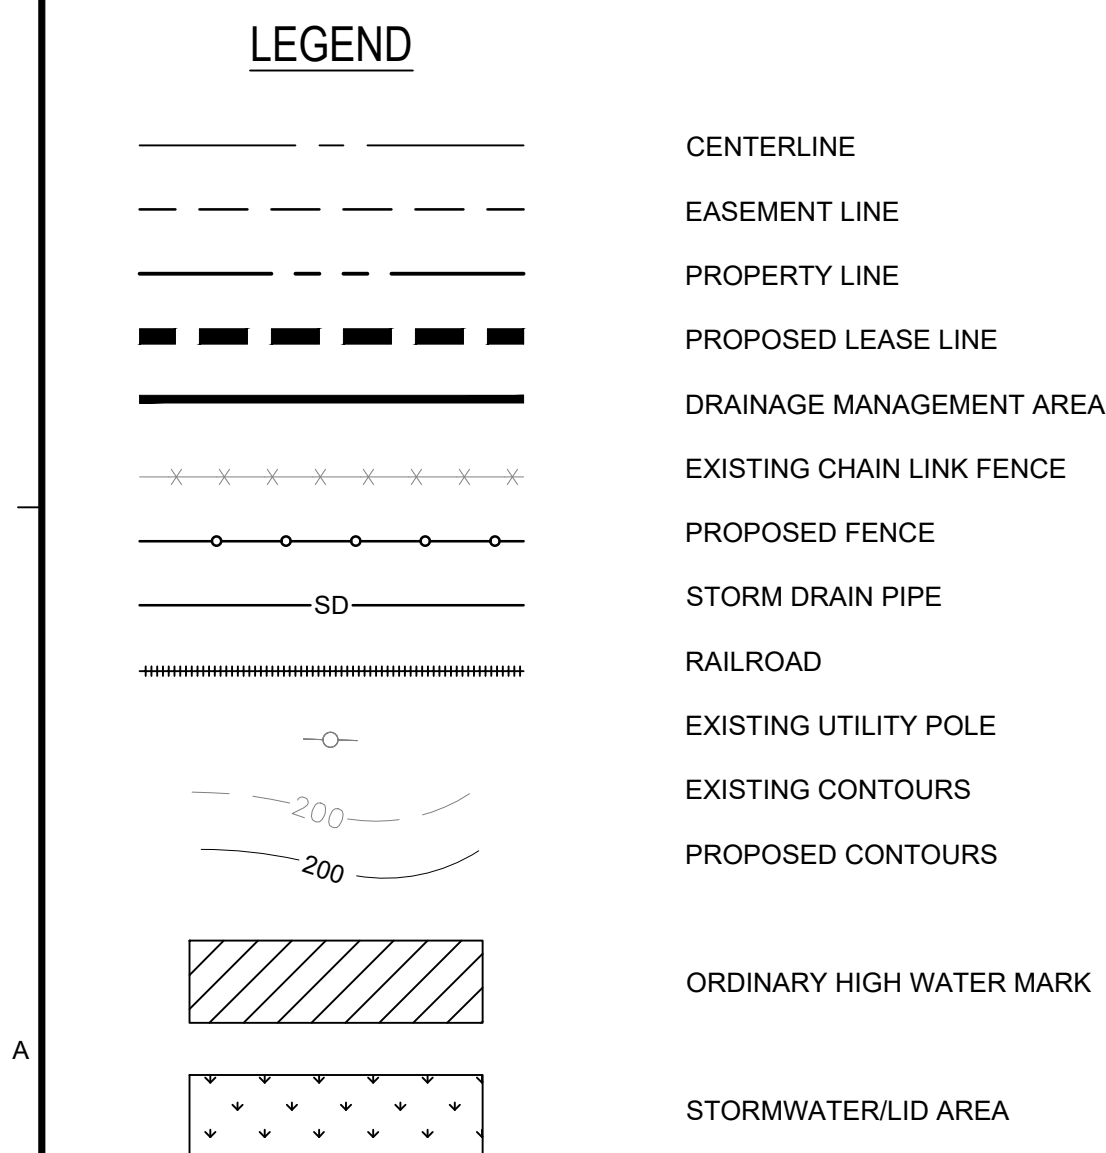 LEGEND
CENTERLINE
EASEMENT LINE
PROPERTY LINE
PROPOSED LEASE LINE
DRAINAGE MANAGEMENT AREA
EXISTING CHAIN LINK FENCE
PROPOSED FENCE
SD STORM DRAIN PIPE
RAILROAD
EXISTING UTILITY POLE
200 EXISTING CONTOURS
200 PROPOSED CONTOURS
ORDINARY HIGH WATER MARK
A
STORMWATER/LID AREA